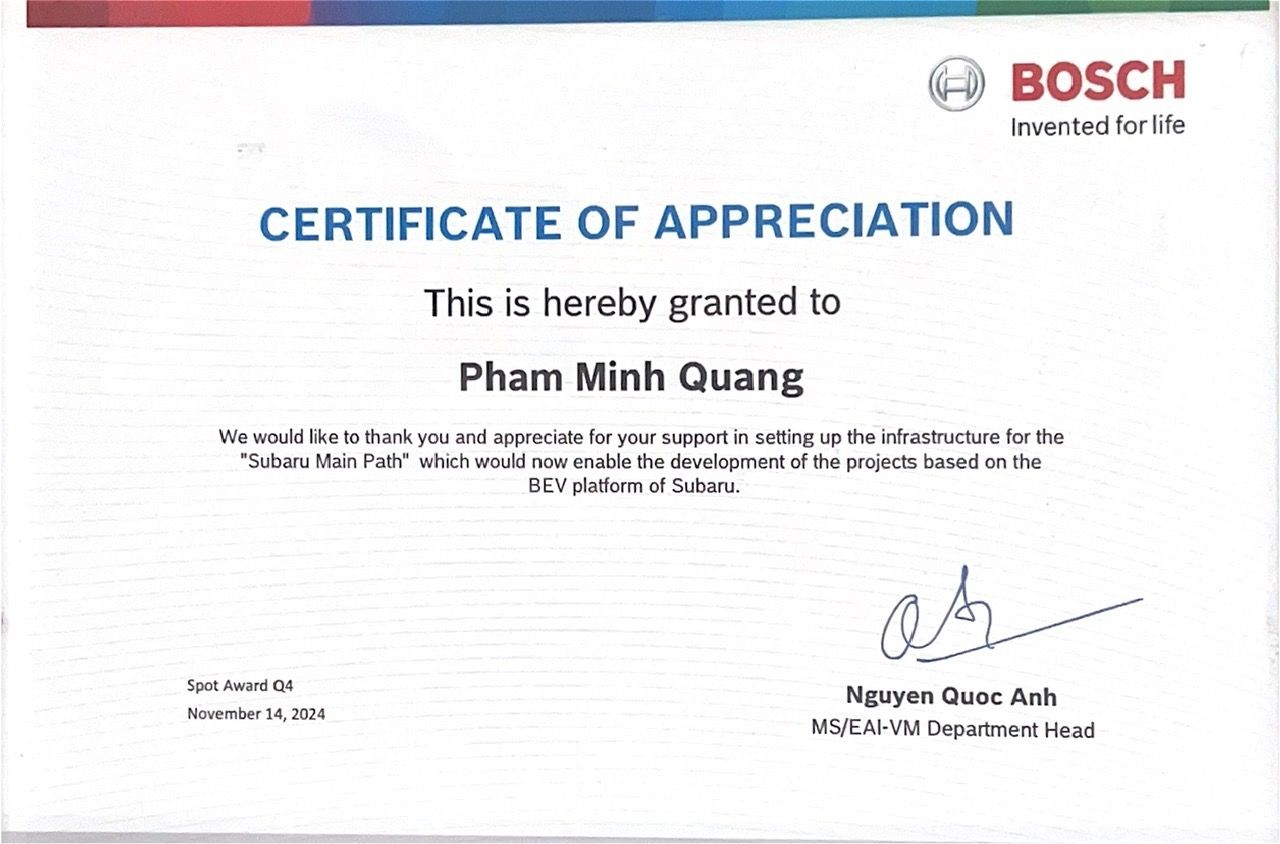 BOSCH
Invented for life
CERTIFICATE OF APPRECIATION
This is hereby granted to
Pham Minh Quang
We would like to thank you and appreciate for your support in setting up the infrastructure for the
"Subaru Main Path" which would now enable the development of the projects based on the
BEV platform of Subaru.
Spot Award Q4
November 14, 2024
Nguyen Quoc Anh
MS/EAI-VM Department Head